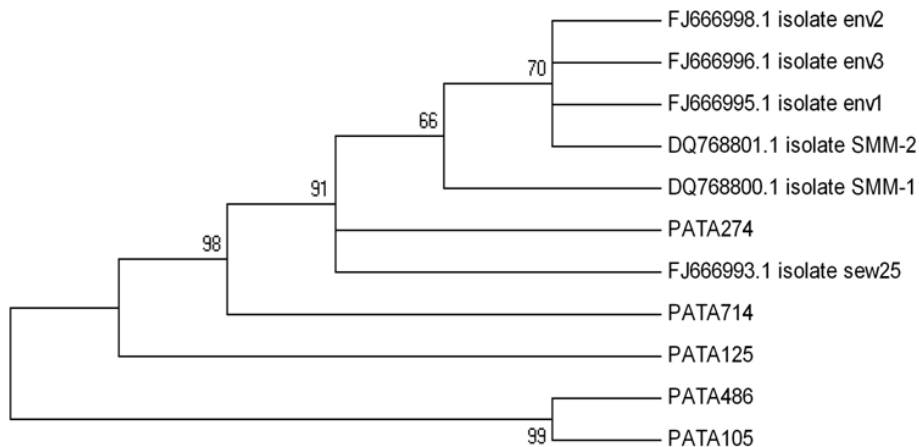 FJ666998.1 isolate env2
70
FJ666996.1 isolate env3
FJ666995.1 isolate env1
66
DQ768801.1 isolate SMM-2
91
DQ768800.1 isolate SMM-1
PATA274
98
FJ666993.1 isolate sew25
PATA714
PATA125
PATA486
99
PATA105